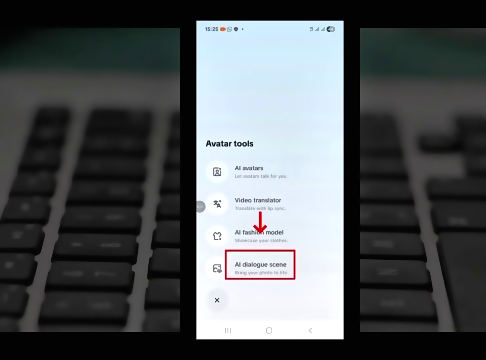 15:25
Avatar tools
AI avatars
Let avatars talk for you.
Video translator
Translate with lip sync.
AI fashion model
Showcase your clothes.
AI dialogue scene
Bring your photo to life.